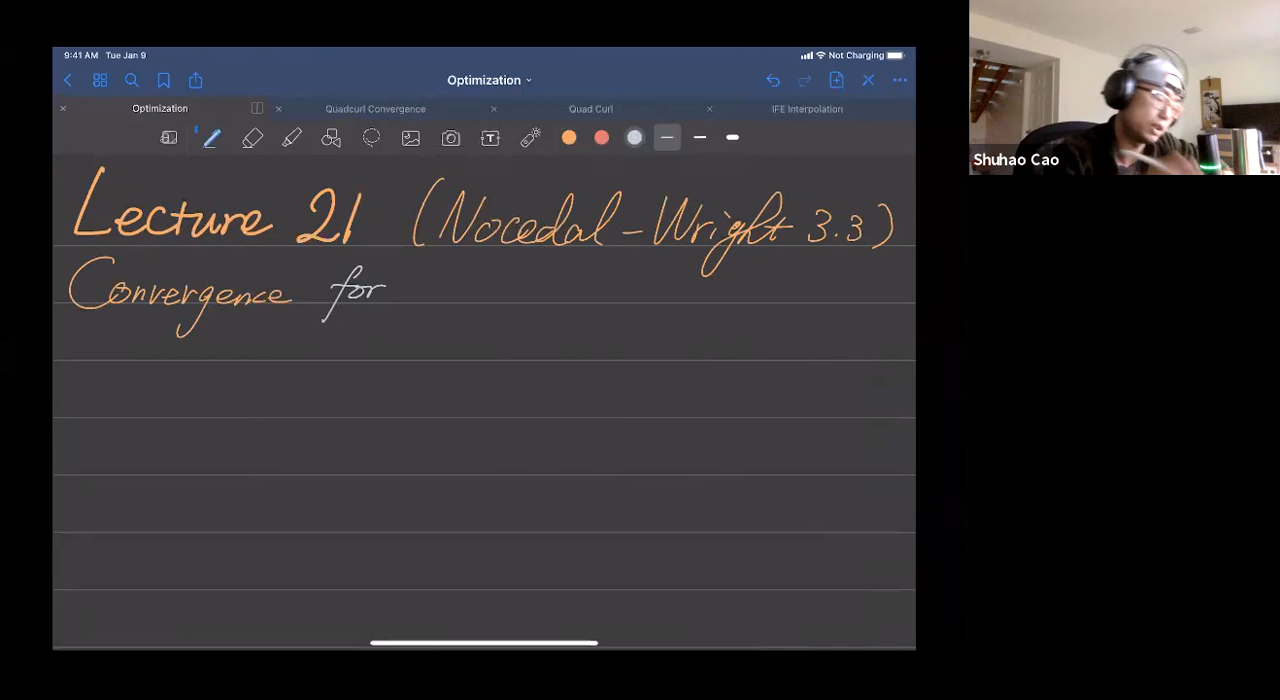 9:41 AM Tue Jan 9
Not Charging
Optimization
Optimization
Quadcurl Convergence
Quad Curl
IFE Interpolation
T
Lecture 21 (Nocedal-Wright 3.3)
Convergence for
Shuhao Cao